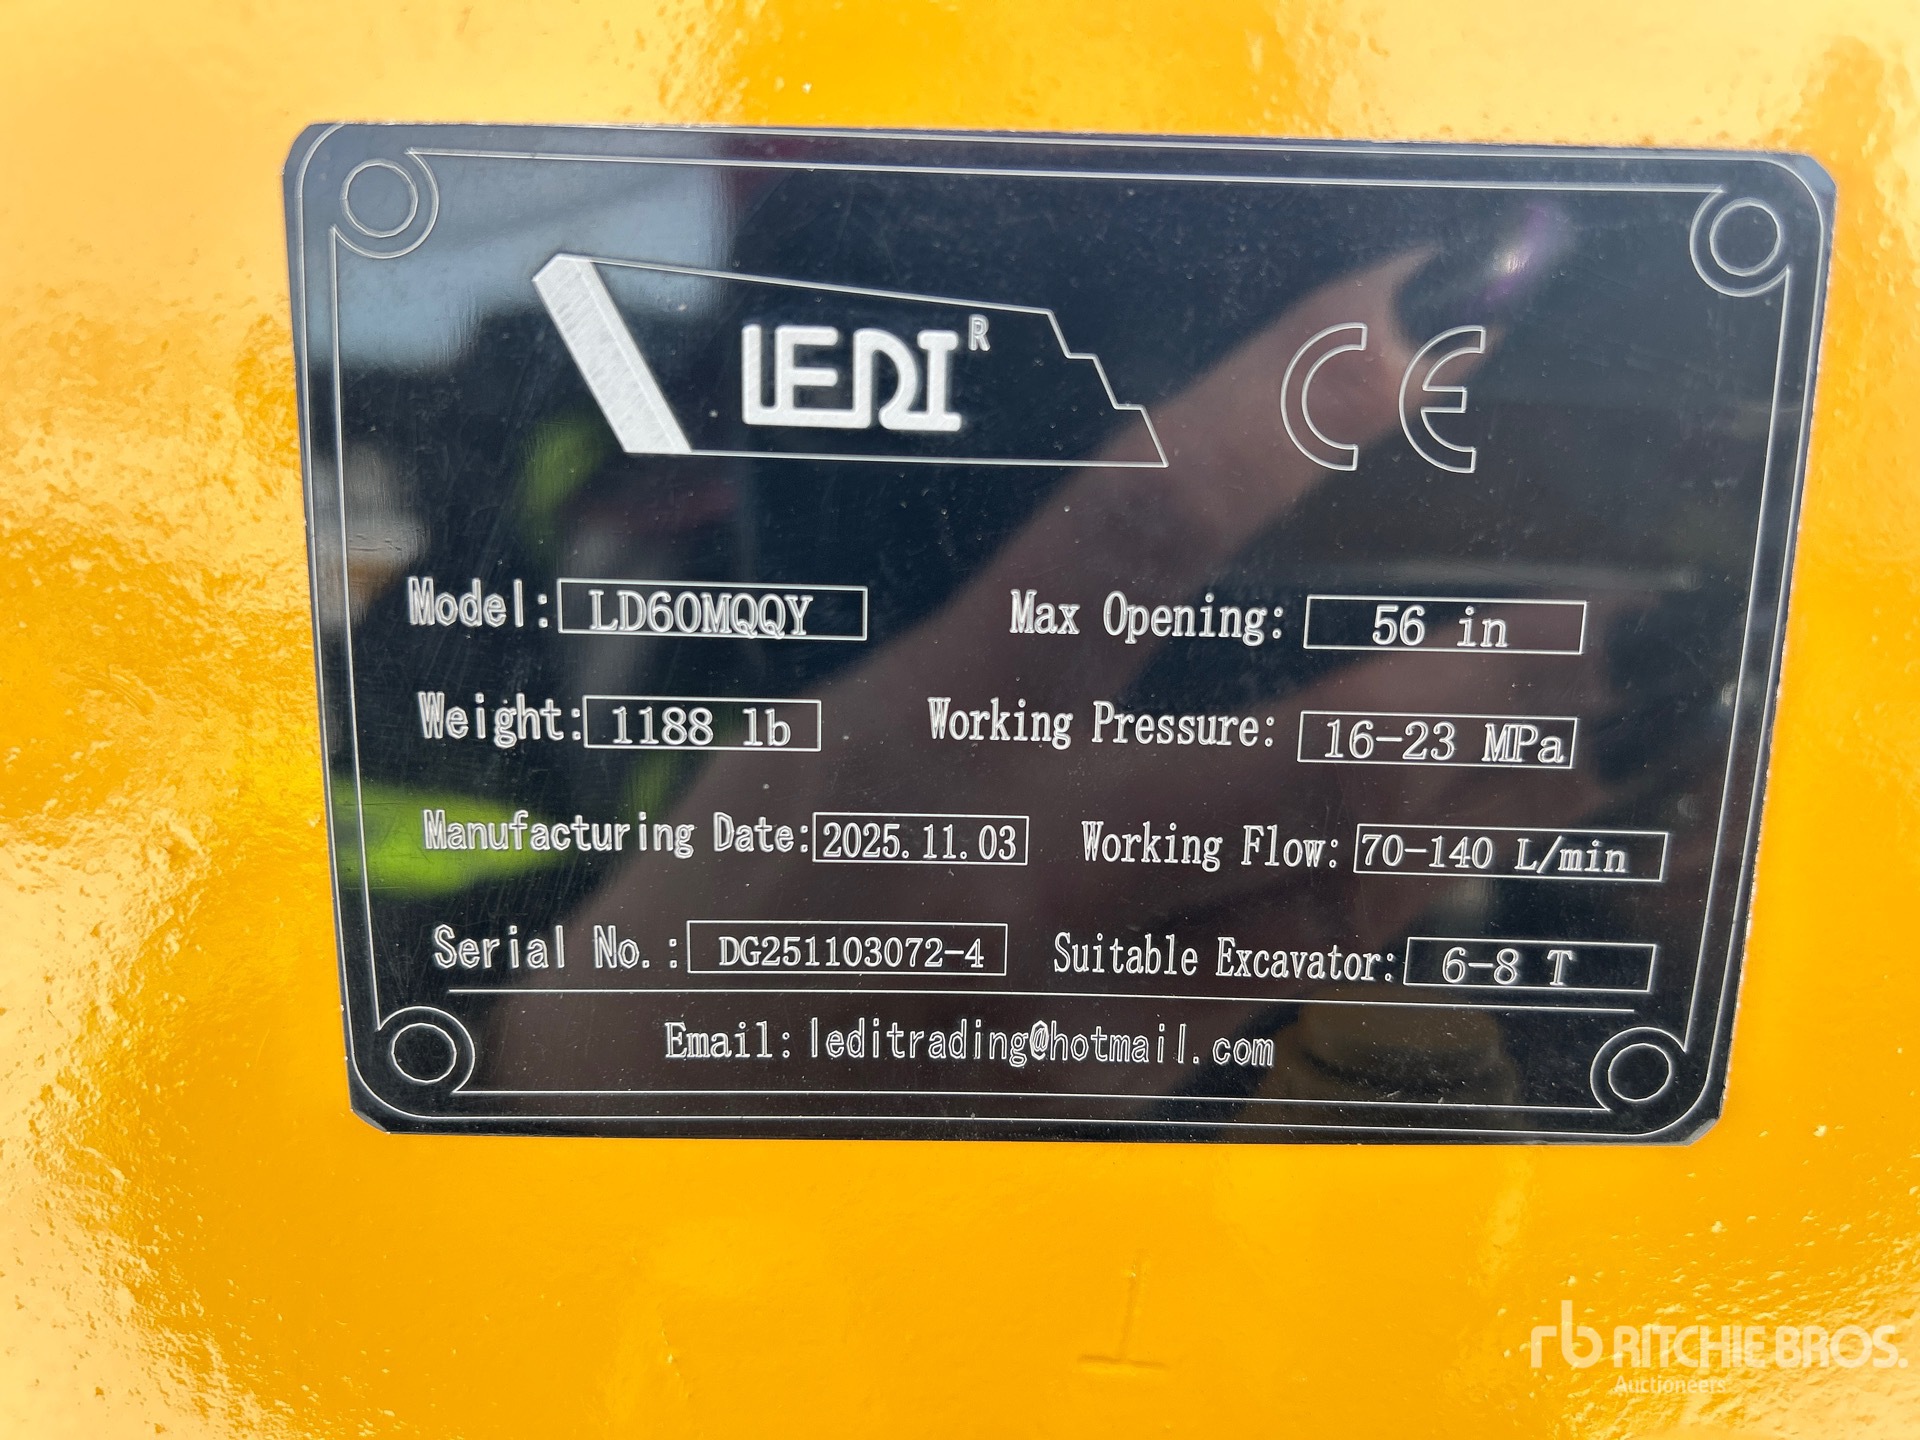 LEDI R CE
Model: LD60MQQY Max Opening: 56 in
Weight: 1188 lb Working Pressure: 16-23 MPa
Manufacturing Date: 2025.11.03 Working Flow: 70-140 L/min
Serial No.: DG251103072-4 Suitable Excavator: 6-8 T
Email: leditrading@hotmail.com
rb RITCHIE BROS.
Auctioneers